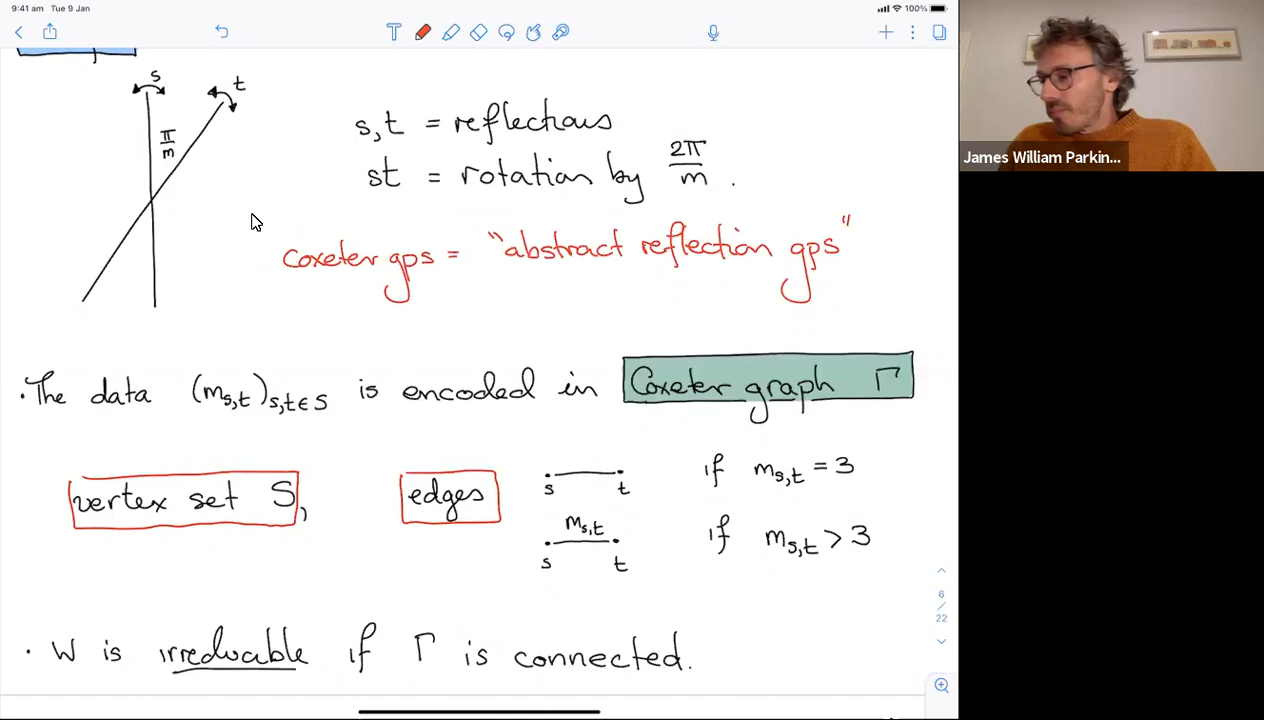 9:41 am Tue 9 Jan
100%
s
t
π/m
s,t = reflections
st = rotation by 2π/m .
coxeter gps = "abstract reflection gps"
· The data (m_{s,t})_{s,t∈S} is encoded in Coxeter graph Γ
vertex set S, edges
s t if m_{s,t} = 3
m_{s,t}
s t if m_{s,t} > 3
· W is irreducible if Γ is connected.
6
/
22
James William Parkin...